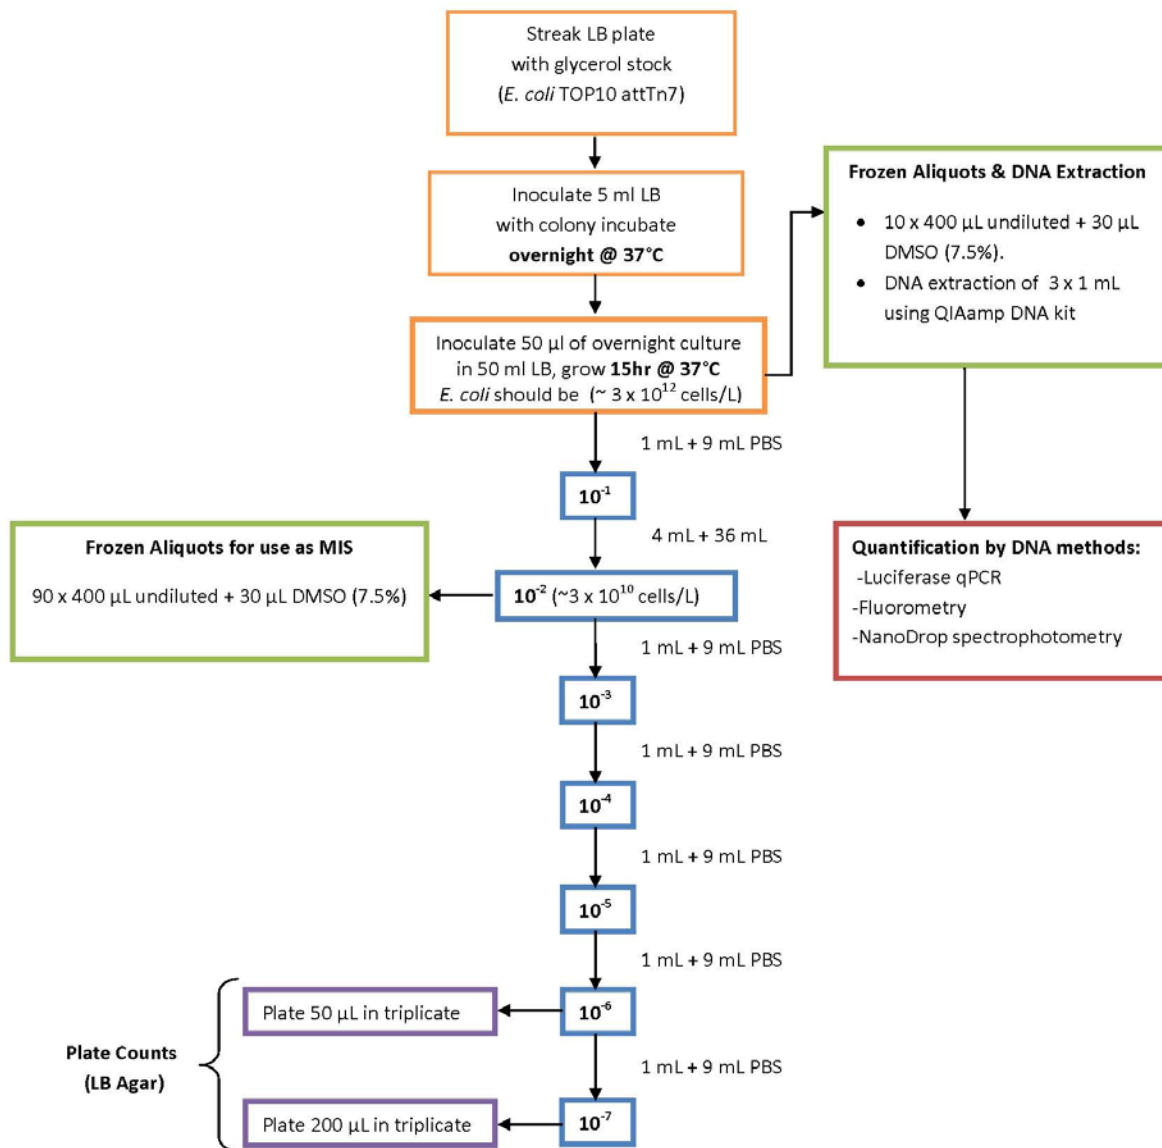 Streak LB plate
with glycerol stock
(E. coli TOP10 attTn7)
Inoculate 5 ml LB
with colony incubate
overnight @ 37°C
Frozen Aliquots & DNA Extraction
• 10 x 400 µL undiluted + 30 µL
DMSO (7.5%).
• DNA extraction of 3 x 1 mL
using QIAamp DNA kit
Inoculate 50 µl of overnight culture
in 50 ml LB, grow 15hr @ 37°C
E. coli should be (~ 3 x 10¹² cells/L)
1 mL + 9 mL PBS
10⁻¹
4 mL + 36 mL
Frozen Aliquots for use as MIS
90 x 400 µL undiluted + 30 µL DMSO (7.5%)
10⁻² (~3 x 10¹⁰ cells/L)
Quantification by DNA methods:
-Luciferase qPCR
-Fluorometry
-NanoDrop spectrophotometry
1 mL + 9 mL PBS
10⁻³
1 mL + 9 mL PBS
10⁻⁴
1 mL + 9 mL PBS
10⁻⁵
1 mL + 9 mL PBS
Plate 50 µL in triplicate
10⁻⁶
Plate Counts
(LB Agar)
1 mL + 9 mL PBS
Plate 200 µL in triplicate
10⁻⁷